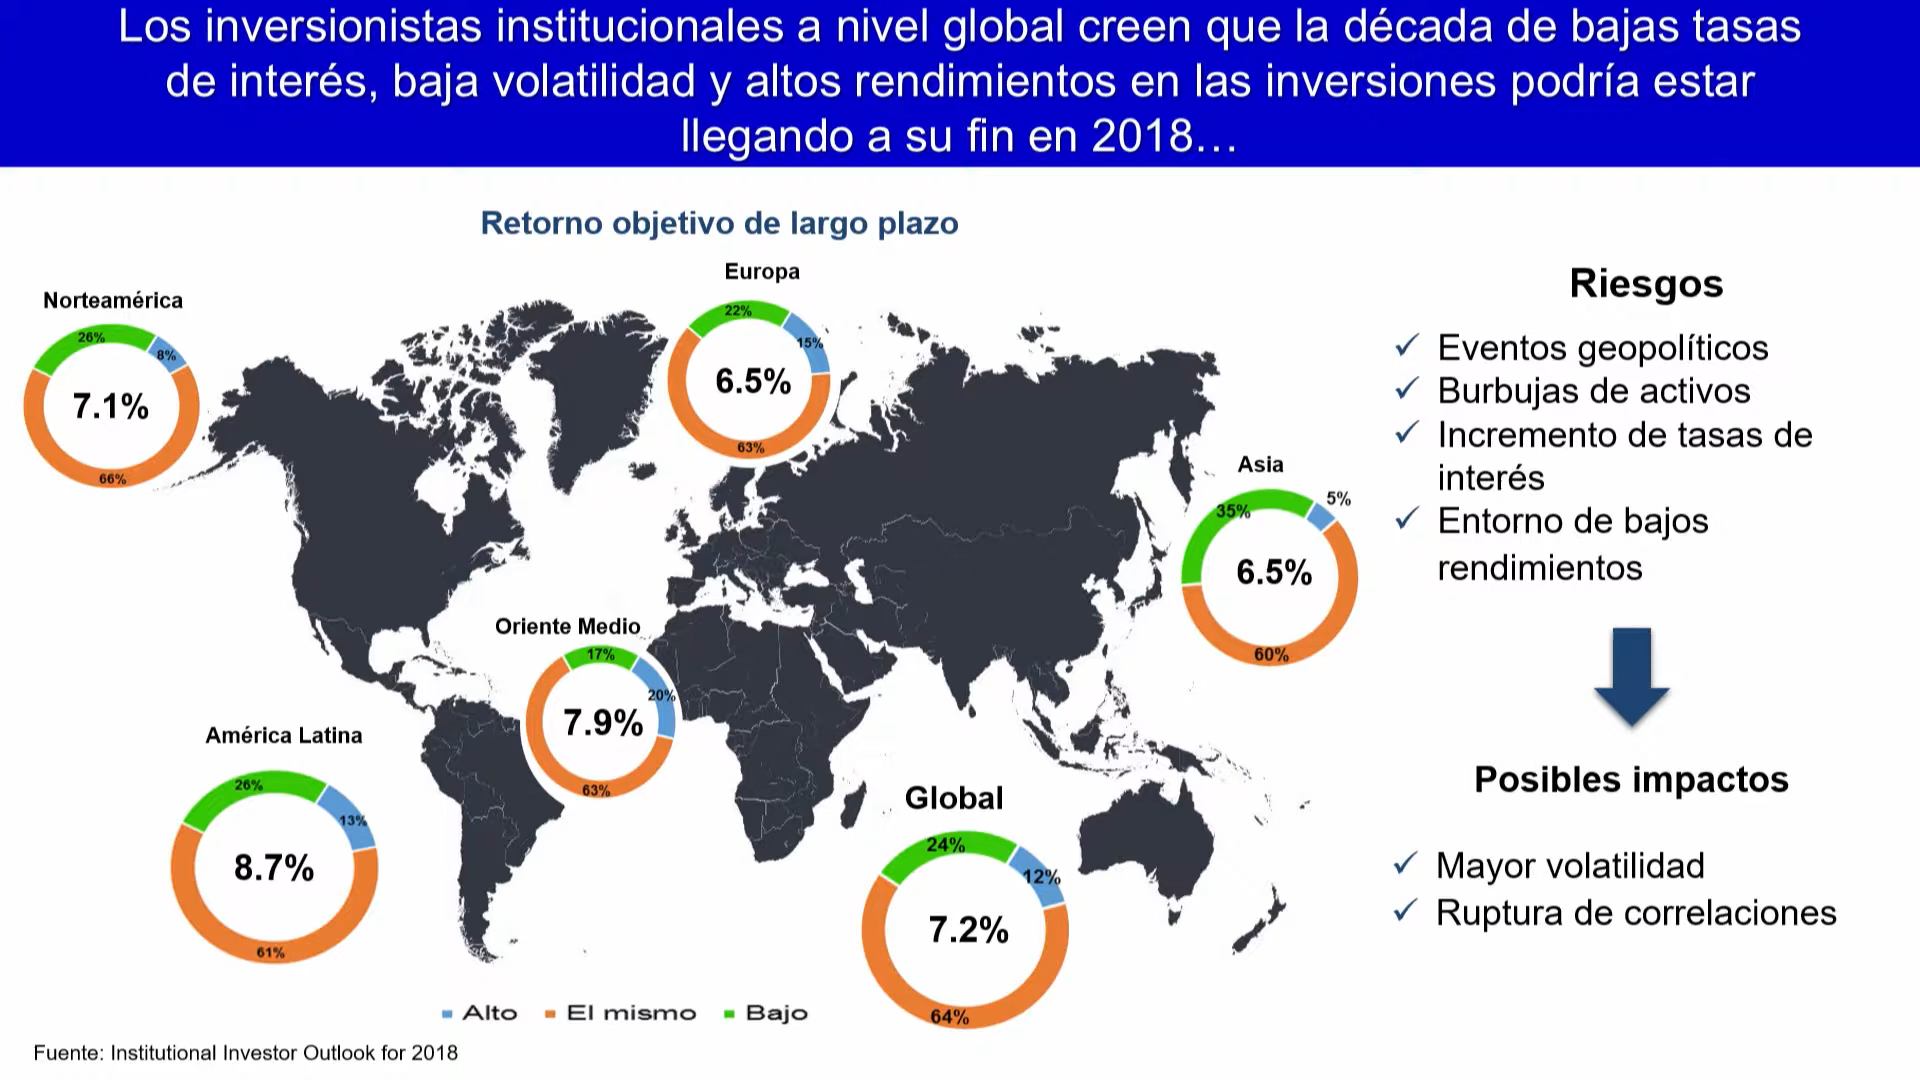 Los inversionistas institucionales a nivel global creen que la década de bajas tasas
de interés, baja volatilidad y altos rendimientos en las inversiones podría estar
llegando a su fin en 2018…
Retorno objetivo de largo plazo
Norteamérica
26%
8%
7.1%
66%
Europa
22%
15%
6.5%
63%
Asia
35%
5%
6.5%
60%
Oriente Medio
17%
20%
7.9%
63%
América Latina
26%
13%
8.7%
61%
Global
24%
12%
7.2%
64%
Alto El mismo Bajo
Fuente: Institutional Investor Outlook for 2018
Riesgos
✓ Eventos geopolíticos
✓ Burbujas de activos
✓ Incremento de tasas de
interés
✓ Entorno de bajos
rendimientos
Posibles impactos
✓ Mayor volatilidad
✓ Ruptura de correlaciones